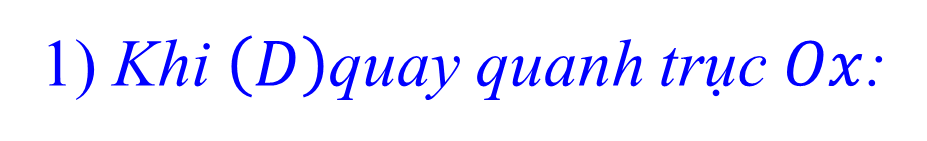 1) Khi (D)quay quanh trục Ox: